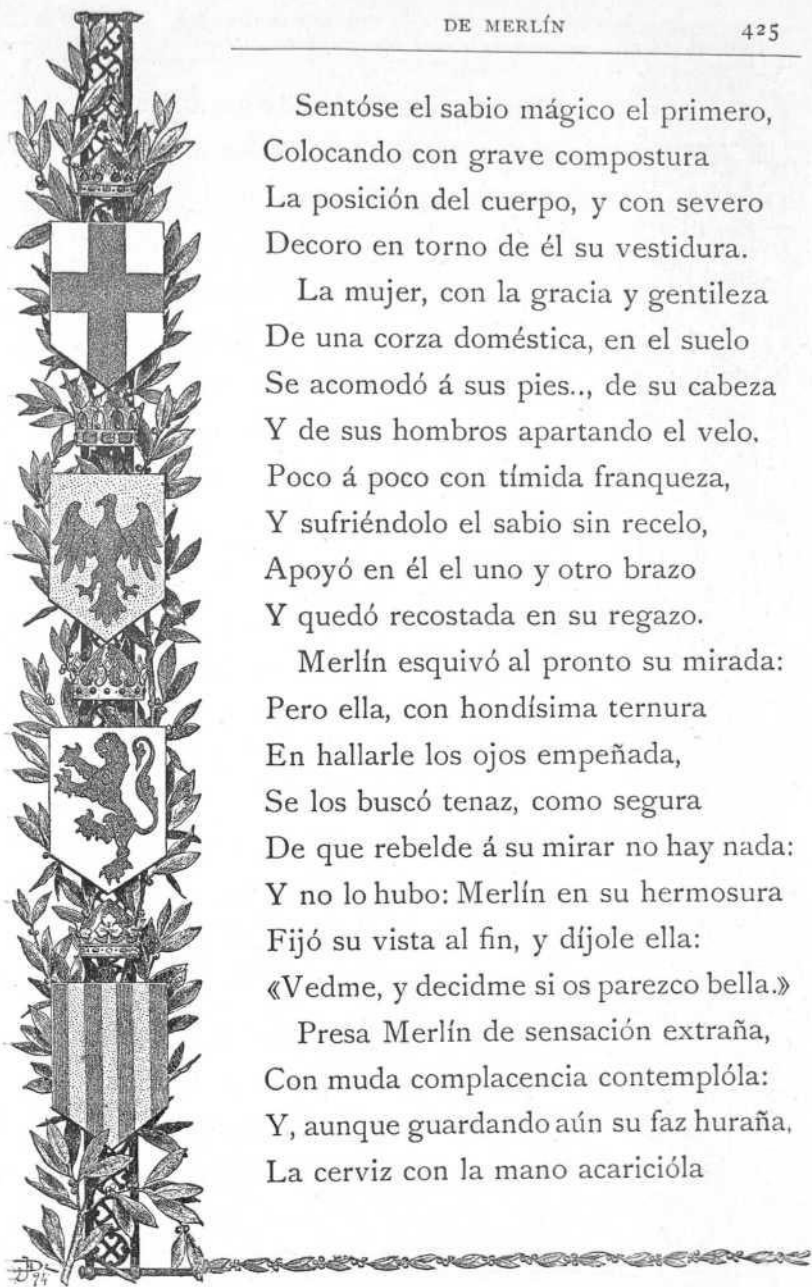 DE MERLÍN 425
Sentóse el sabio mágico el primero,
Colocando con grave compostura
La posición del cuerpo, y con severo
Decoro en torno de él su vestidura.
La mujer, con la gracia y gentileza
De una corza doméstica, en el suelo
Se acomodó á sus pies.., de su cabeza
Y de sus hombros apartando el velo.
Poco á poco con tímida franqueza,
Y sufriéndolo el sabio sin recelo,
Apoyó en él el uno y otro brazo
Y quedó recostada en su regazo.
Merlín esquivó al pronto su mirada:
Pero ella, con hondísima ternura
En hallarle los ojos empeñada,
Se los buscó tenaz, como segura
De que rebelde á su mirar no hay nada:
Y no lo hubo: Merlín en su hermosura
Fijó su vista al fin, y díjole ella:
«Vedme, y decidme si os parezco bella.»
Presa Merlín de sensación extraña,
Con muda complacencia contemplóla:
Y, aunque guardando aún su faz huraña,
La cerviz con la mano acaricióla